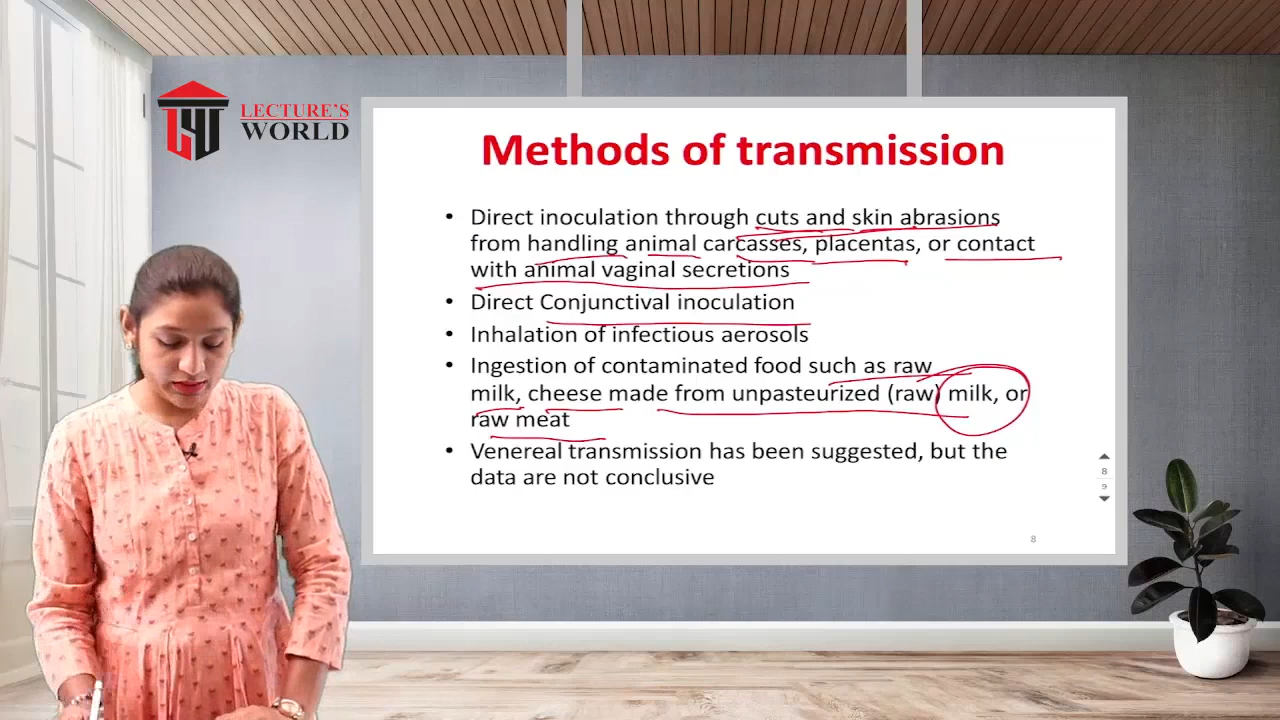 LECTURE'S
WORLD
Methods of transmission
• Direct inoculation through cuts and skin abrasions
from handling animal carcasses, placentas, or contact
with animal vaginal secretions
• Direct Conjunctival inoculation
• Inhalation of infectious aerosols
• Ingestion of contaminated food such as raw
milk, cheese made from unpasteurized (raw) milk, or
raw meat
• Venereal transmission has been suggested, but the
data are not conclusive
8
9
8